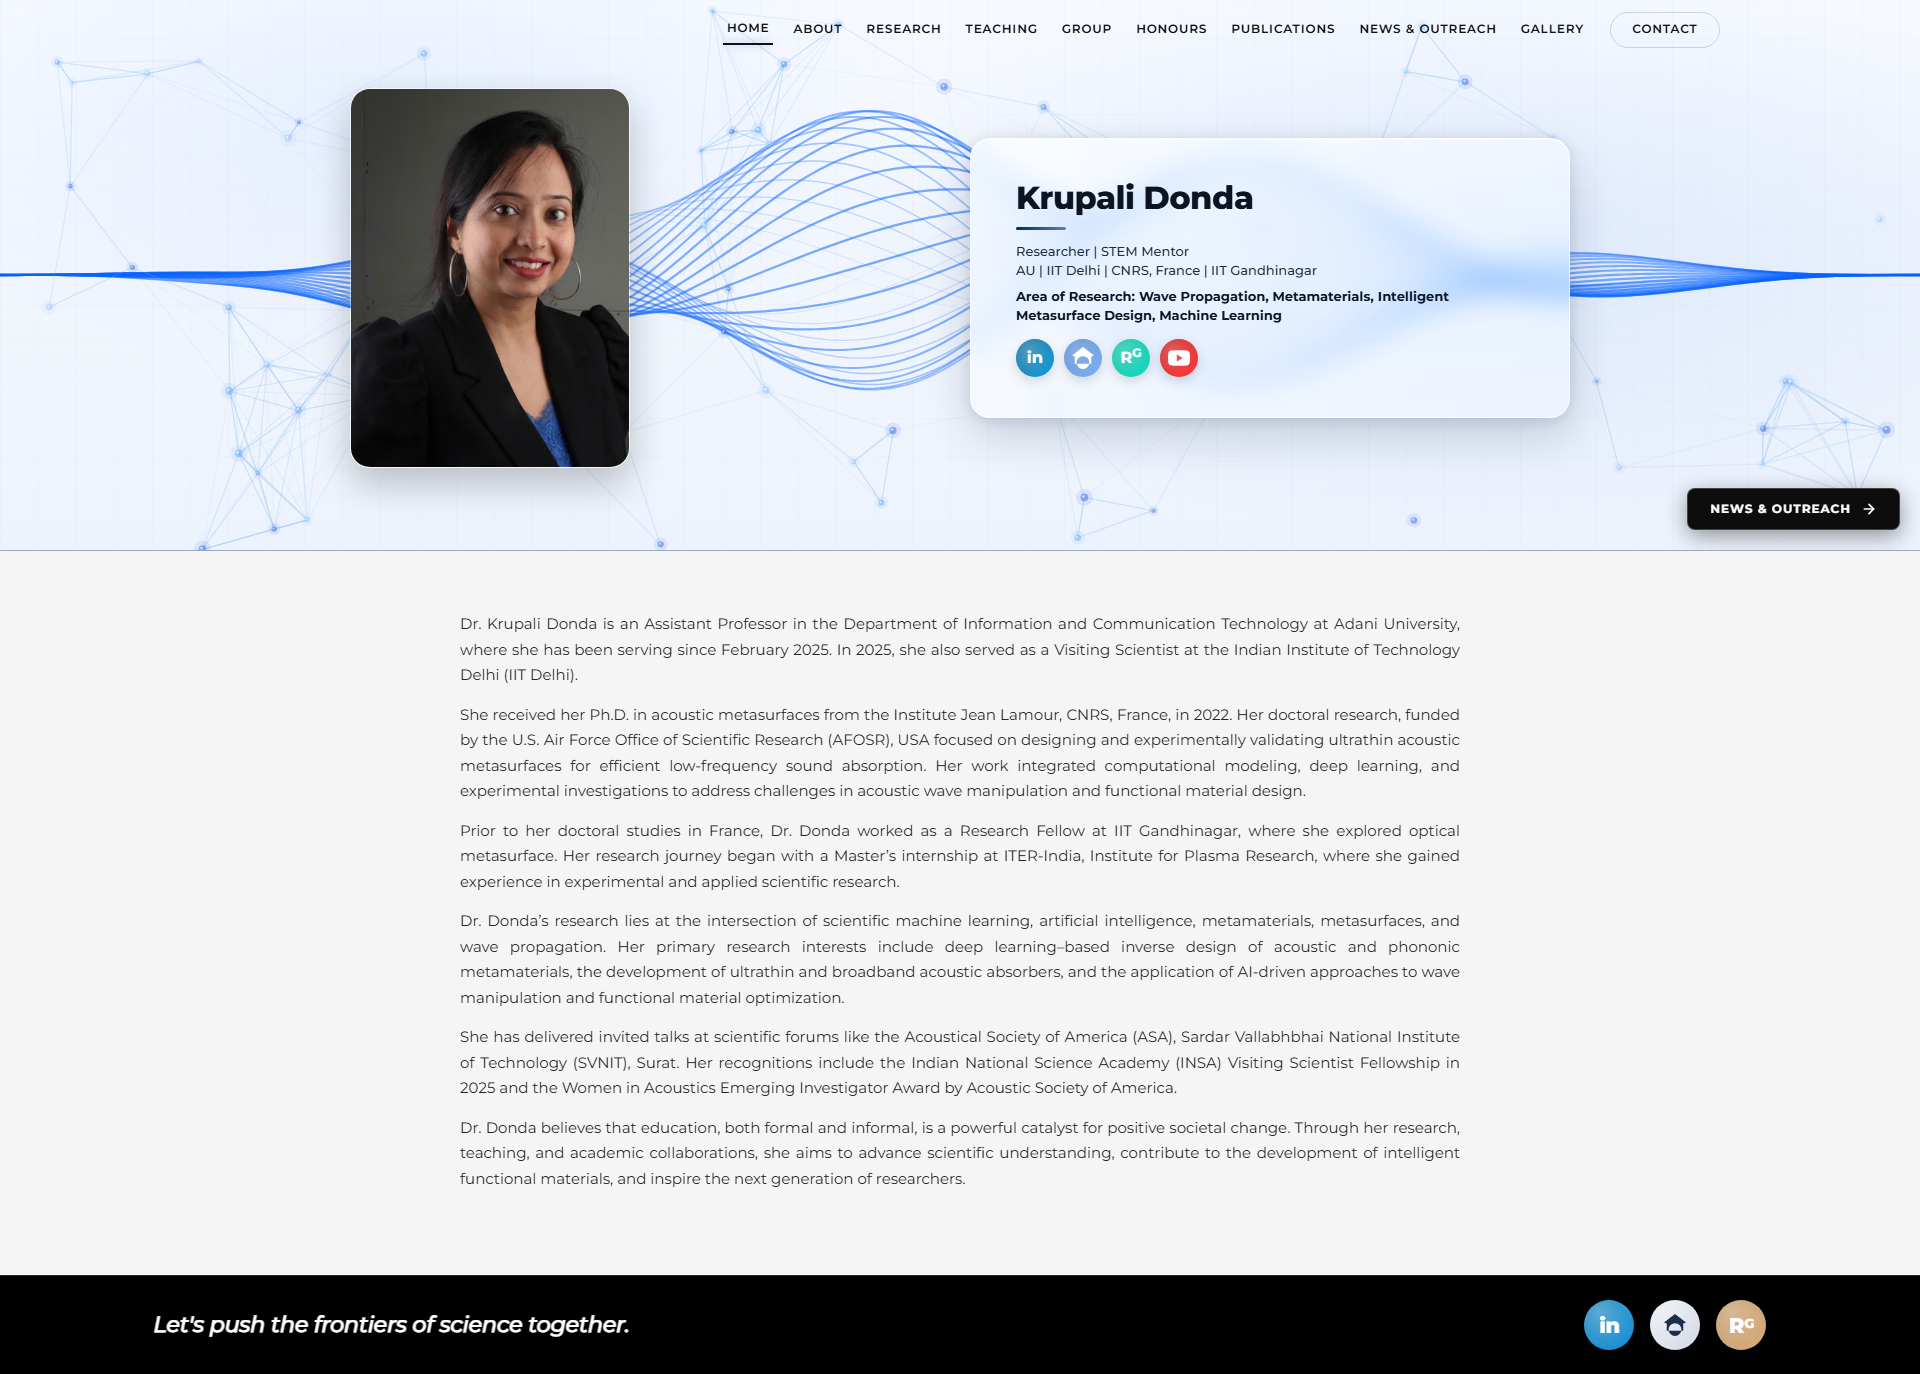 HOME ABOUT RESEARCH TEACHING GROUP HONOURS PUBLICATIONS NEWS & OUTREACH GALLERY CONTACT
Krupali Donda
Researcher | STEM Mentor
AU | IIT Delhi | CNRS, France | IIT Gandhinagar
Area of Research: Wave Propagation, Metamaterials, Intelligent
Metasurface Design, Machine Learning
in RG
NEWS & OUTREACH →
Dr. Krupali Donda is an Assistant Professor in the Department of Information and Communication Technology at Adani University,
where she has been serving since February 2025. In 2025, she also served as a Visiting Scientist at the Indian Institute of Technology
Delhi (IIT Delhi).
She received her Ph.D. in acoustic metasurfaces from the Institute Jean Lamour, CNRS, France, in 2022. Her doctoral research, funded
by the U.S. Air Force Office of Scientific Research (AFOSR), USA focused on designing and experimentally validating ultrathin acoustic
metasurfaces for efficient low-frequency sound absorption. Her work integrated computational modeling, deep learning, and
experimental investigations to address challenges in acoustic wave manipulation and functional material design.
Prior to her doctoral studies in France, Dr. Donda worked as a Research Fellow at IIT Gandhinagar, where she explored optical
metasurface. Her research journey began with a Master’s internship at ITER-India, Institute for Plasma Research, where she gained
experience in experimental and applied scientific research.
Dr. Donda’s research lies at the intersection of scientific machine learning, artificial intelligence, metamaterials, metasurfaces, and
wave propagation. Her primary research interests include deep learning–based inverse design of acoustic and phononic
metamaterials, the development of ultrathin and broadband acoustic absorbers, and the application of AI-driven approaches to wave
manipulation and functional material optimization.
She has delivered invited talks at scientific forums like the Acoustical Society of America (ASA), Sardar Vallabhbhai National Institute
of Technology (SVNIT), Surat. Her recognitions include the Indian National Science Academy (INSA) Visiting Scientist Fellowship in
2025 and the Women in Acoustics Emerging Investigator Award by Acoustic Society of America.
Dr. Donda believes that education, both formal and informal, is a powerful catalyst for positive societal change. Through her research,
teaching, and academic collaborations, she aims to advance scientific understanding, contribute to the development of intelligent
functional materials, and inspire the next generation of researchers.
Let's push the frontiers of science together.
in RG